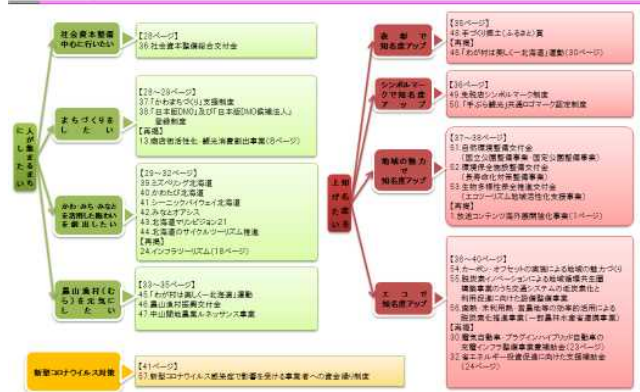 人が集まるまち
にしたい
社会資本整備
中心に行いたい
【28ページ】
36.社会資本整備総合交付金
まちづくりを
したい
【28～29ページ】
37.「かわまちづくり」支援制度
38.「日本版DMO」及び「日本版DMO候補法人」
登録制度
【再掲】
13.商店街活性化・観光消費創出事業(8ページ)
かわ・みち・みなと
を活用した賑わい
を創出したい
【29～32ページ】
39.ミズベリング北海道
40.かわたび北海道
41.シーニックバイウェイ北海道
42.みなとオアシス
43.北海道マリンビジョン21
44.北海道のサイクルツーリズム推進
【再掲】
24.インフラツーリズム(18ページ)
農山漁村(む
ら)を元気に
したい
【33～35ページ】
45.「わが村は美しく－北海道」運動
46.農山漁村振興交付金
47.中山間地農業ルネッサンス事業
新型コロナウイルス対策
【41ページ】
57.新型コロナウイルス感染症で影響を受ける事業者への資金繰り制度
知名度を
上げたい
表彰で
知名度アップ
【35ページ】
48.手づくり郷土(ふるさと)賞
【再掲】
45.「わが村は美しく－北海道」運動(30ページ)
シンボルマー
クで知名度
アップ
【36ページ】
49.免税店シンボルマーク制度
50.「手ぶら観光」共通ロゴマーク認定制度
地域の魅力で
知名度アップ
【37～38ページ】
51.自然環境整備交付金
(国立公園整備事業・国定公園整備事業)
52.環境保全施設整備交付金
(長寿命化対策整備事業)
53.生物多様性保全推進交付金
(エコツーリズム地域活性化支援事業)
【再掲】
1.放送コンテンツ海外展開強化事業(1ページ)
エコで
知名度アップ
【38～40ページ】
54.カーボン・オフセットの実施による地域の魅力づくり
55.脱炭素イノベーションによる地域循環共生圏
構築事業のうち交通システムの低炭素化と
利用促進に向けた設備整備事業
56.廃熱・未利用熱・営農地等の効率的活用による
脱炭素化推進事業(一部農林水産省連携事業)
【再掲】
30.電気自動車・プラグインハイブリッド自動車の
充電インフラ整備事業費補助金(23ページ)
32.省エネルギー投資促進に向けた支援補助金
(24ページ)